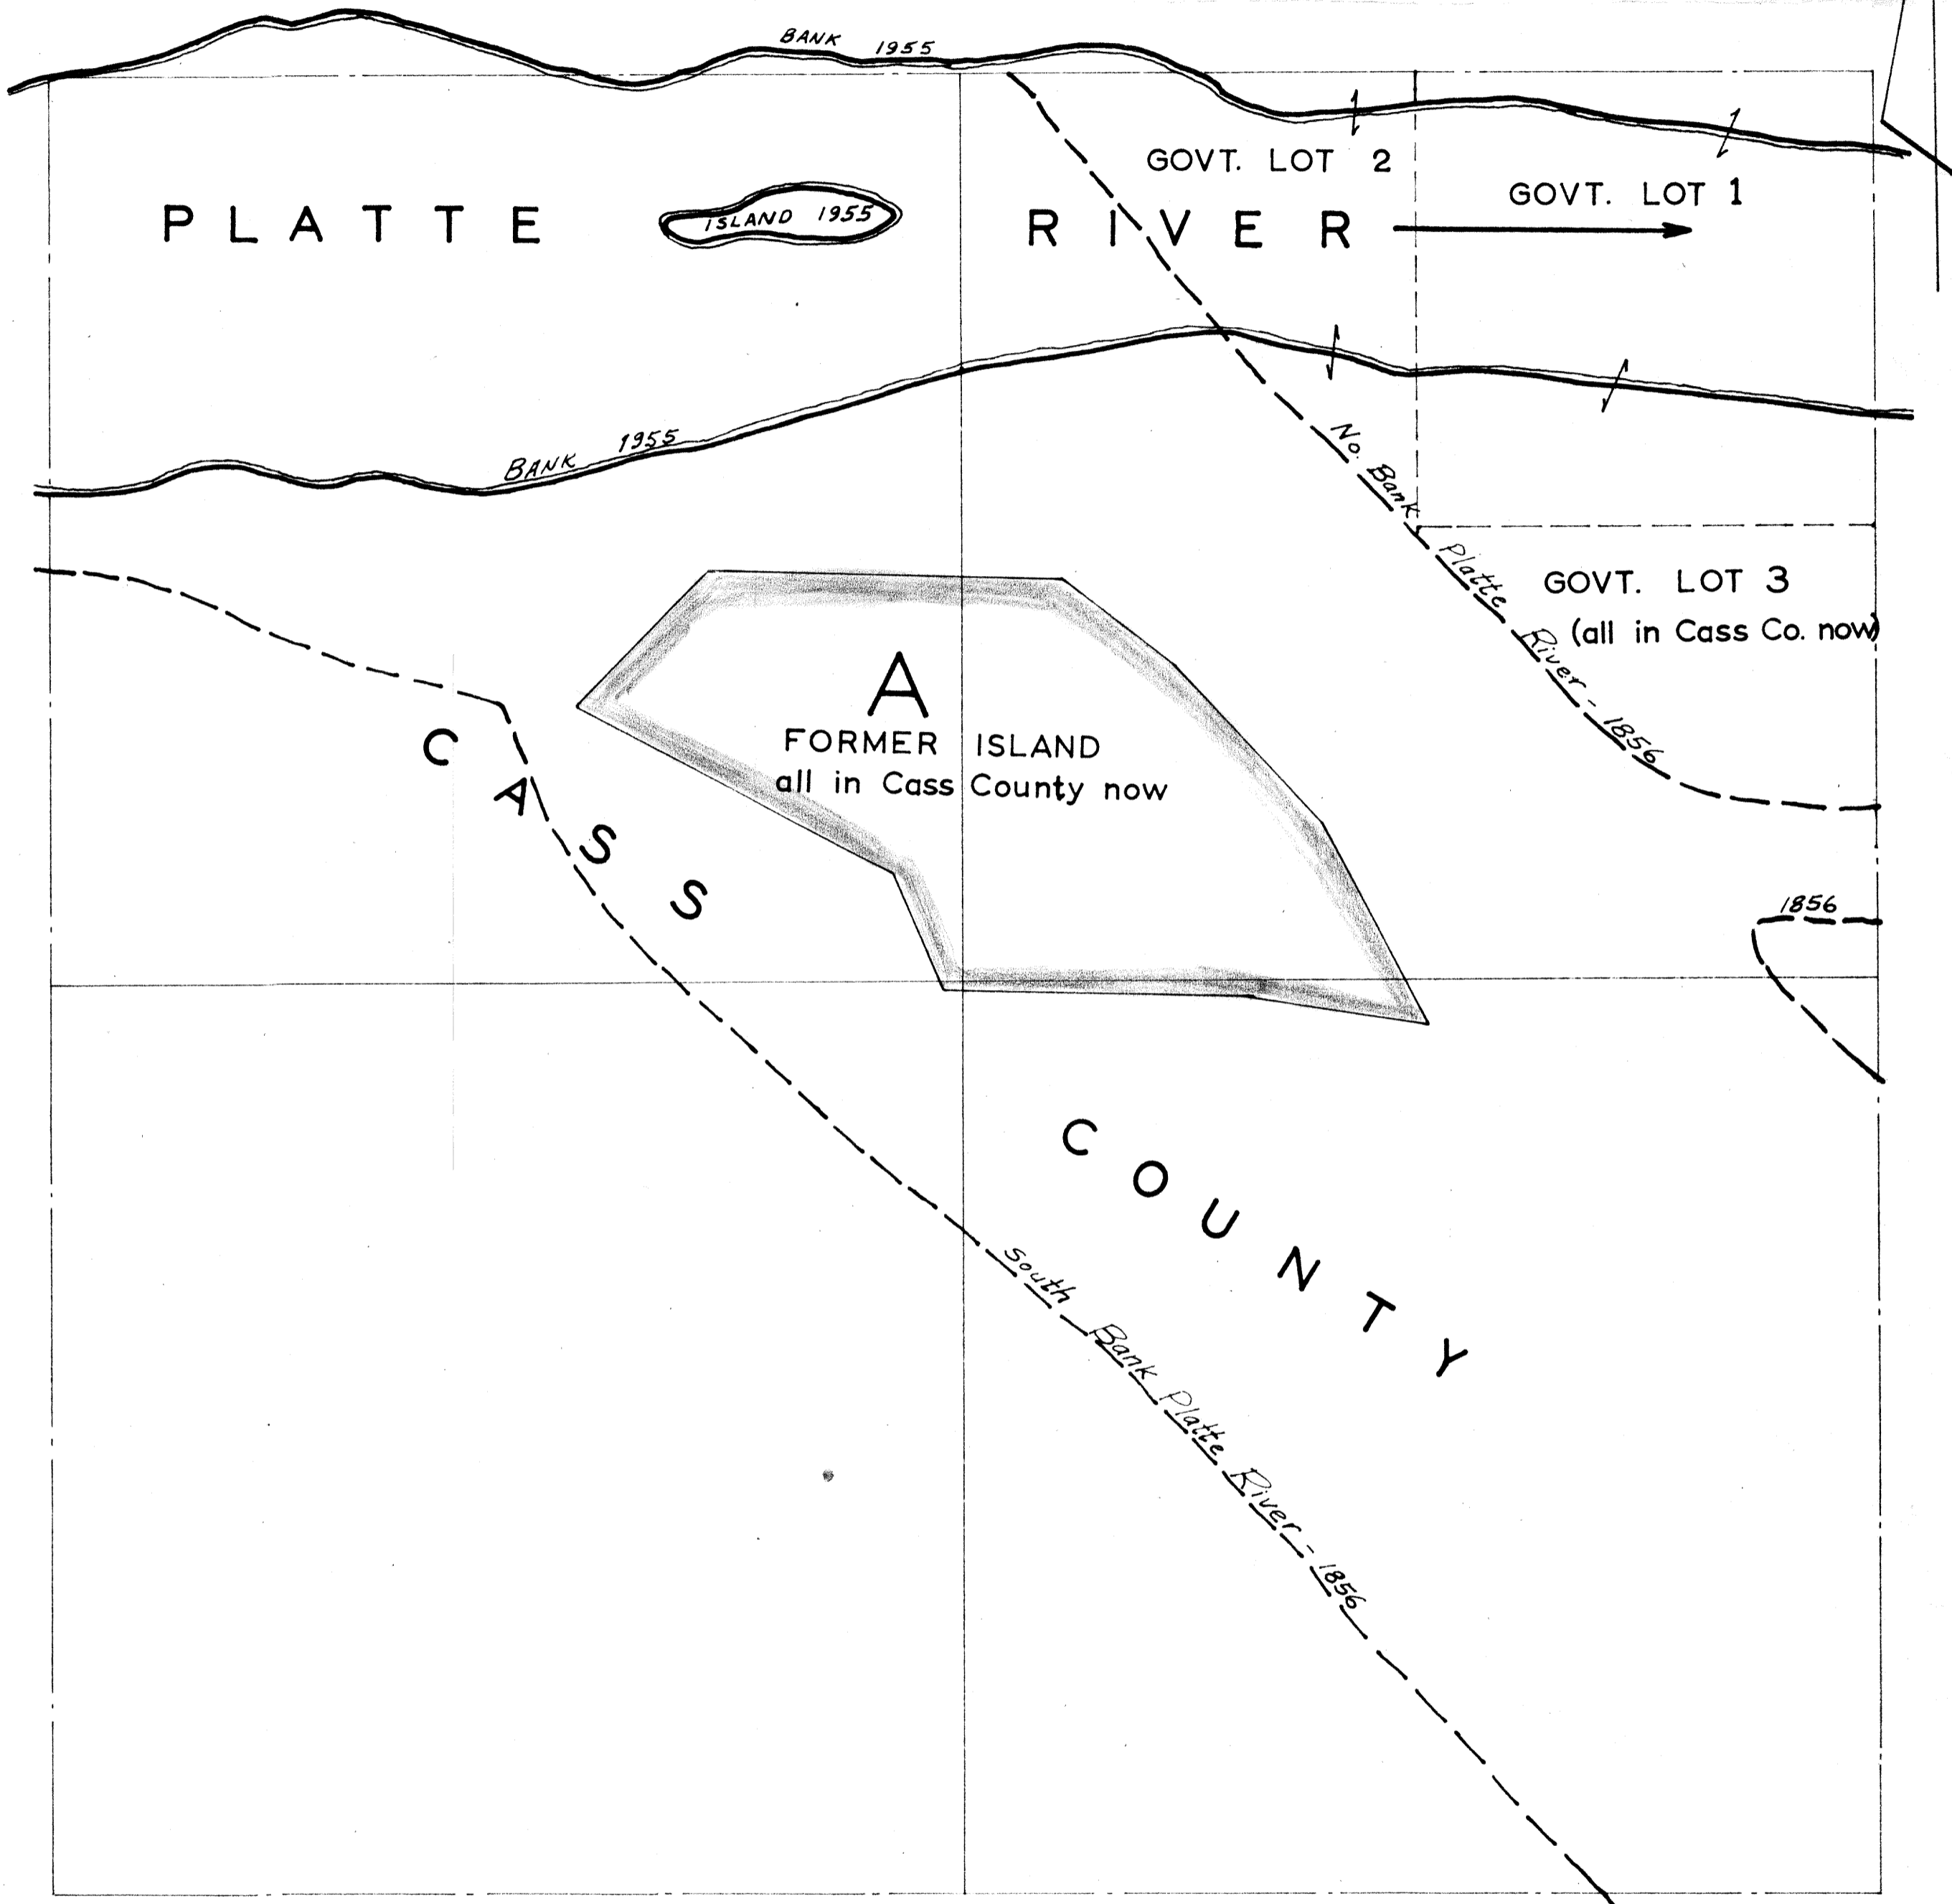 BANK 1955
GOVT. LOT 2
GOVT. LOT 1
PLATTE RIVER
ISLAND 1955
BANK 1955
No. Bank Platte River - 1856
GOVT. LOT 3
(all in Cass Co. now)
A
FORMER ISLAND
all in Cass County now
CASS COUNTY
1856
South Bank Platte River - 1856